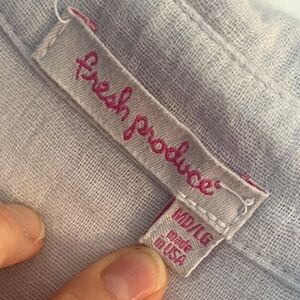 fresh produce
MD/LG
made
in USA